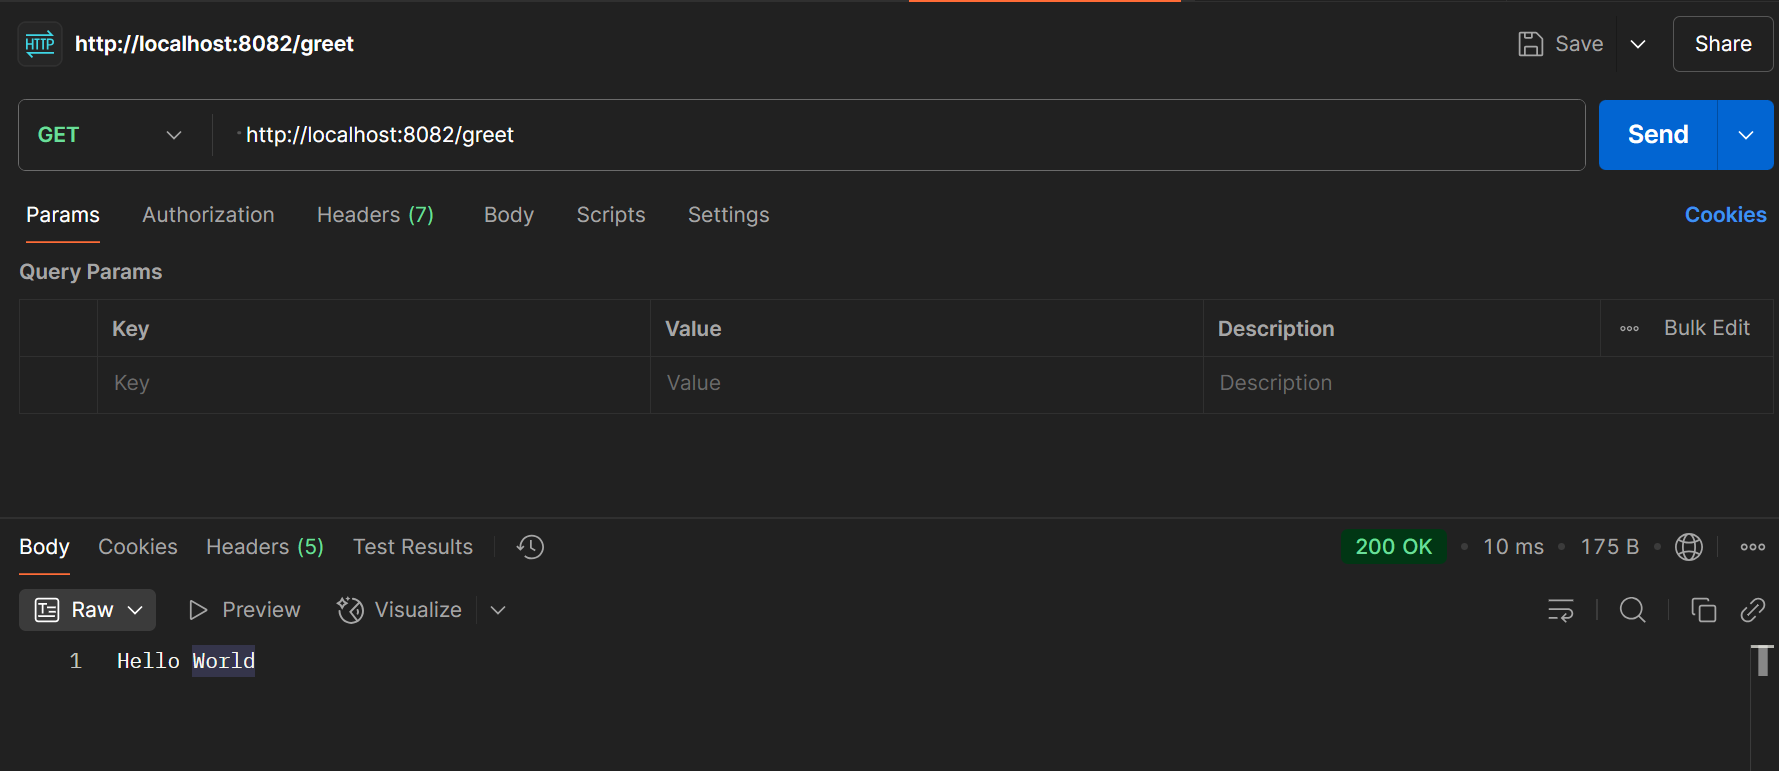 HTTP http://localhost:8082/greet Save Share
GET http://localhost:8082/greet Send
Params Authorization Headers (7) Body Scripts Settings Cookies
Query Params
Key Value Description Bulk Edit
Key Value Description
Body Cookies Headers (5) Test Results 200 OK • 10 ms • 175 B •
Raw Preview Visualize
1 Hello World